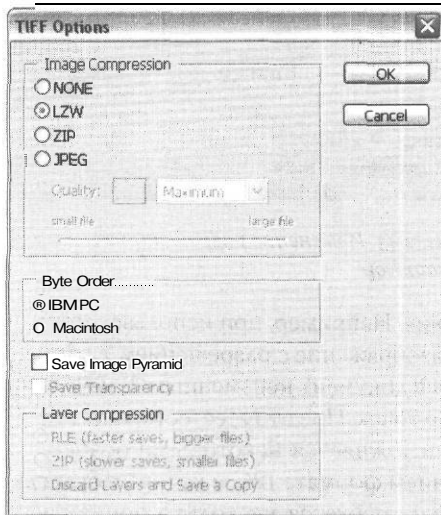 TIFF Options
Image Compression
OK
NONE
LZW
Cancel
ZIP
JPEG
Quality: Maximum
small file large file
Byte Order..........
IBM PC
Macintosh
Save Image Pyramid
Save Transparency
Layer Compression
RLE (faster saves, bigger files)
ZIP (slower saves, smaller files)
Discard Layers and Save a Copy